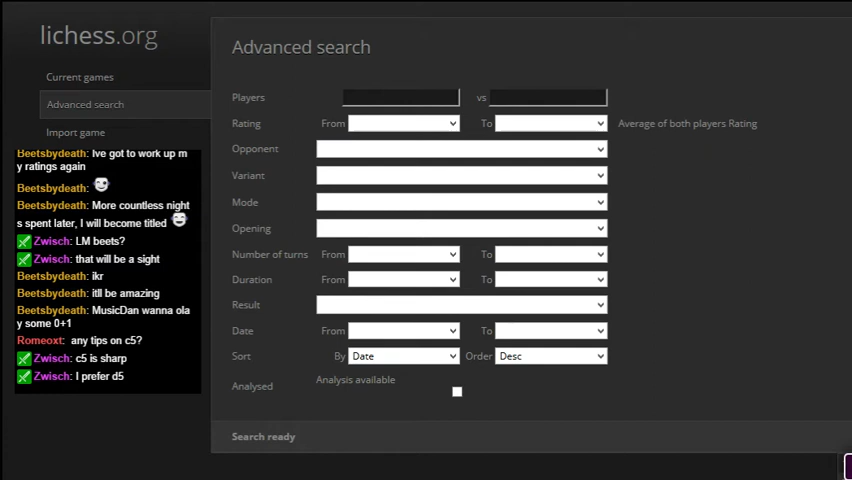 lichess.org
Current games
Advanced search
Import game
Beetsbydeath: Ive got to work up m
y ratings again
Beetsbydeath:
Beetsbydeath: More countless night
s spent later, I will become titled
Zwisch: LM beets?
Zwisch: that will be a sight
Beetsbydeath: ikr
Beetsbydeath: itll be amazing
Beetsbydeath: MusicDan wanna ola
y some 0+1
Romeoxt: any tips on c5?
Zwisch: c5 is sharp
Zwisch: I prefer d5
Advanced search
Players vs
Rating From To Average of both players Rating
Opponent
Variant
Mode
Opening
Number of turns From To
Duration From To
Result
Date From To
Sort By Date Order Desc
Analysed Analysis available
Search ready